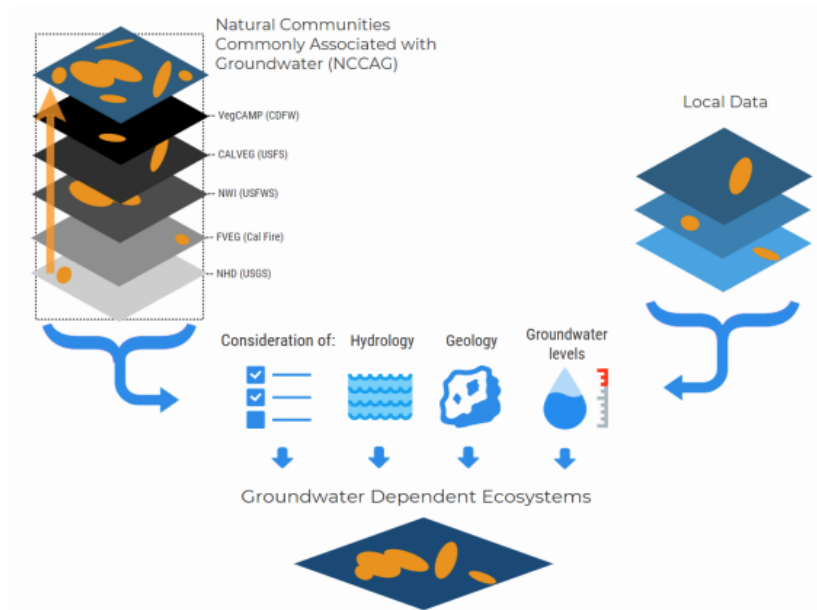 Natural Communities
Commonly Associated with
Groundwater (NCCAG)
VegCAMP (CDFW)
CALVEG (USFS)
NWI (USFWS)
FVEG (Cal Fire)
NHD (USGS)
Local Data
Consideration of:
Hydrology
Geology
Groundwater
levels
Groundwater Dependent Ecosystems